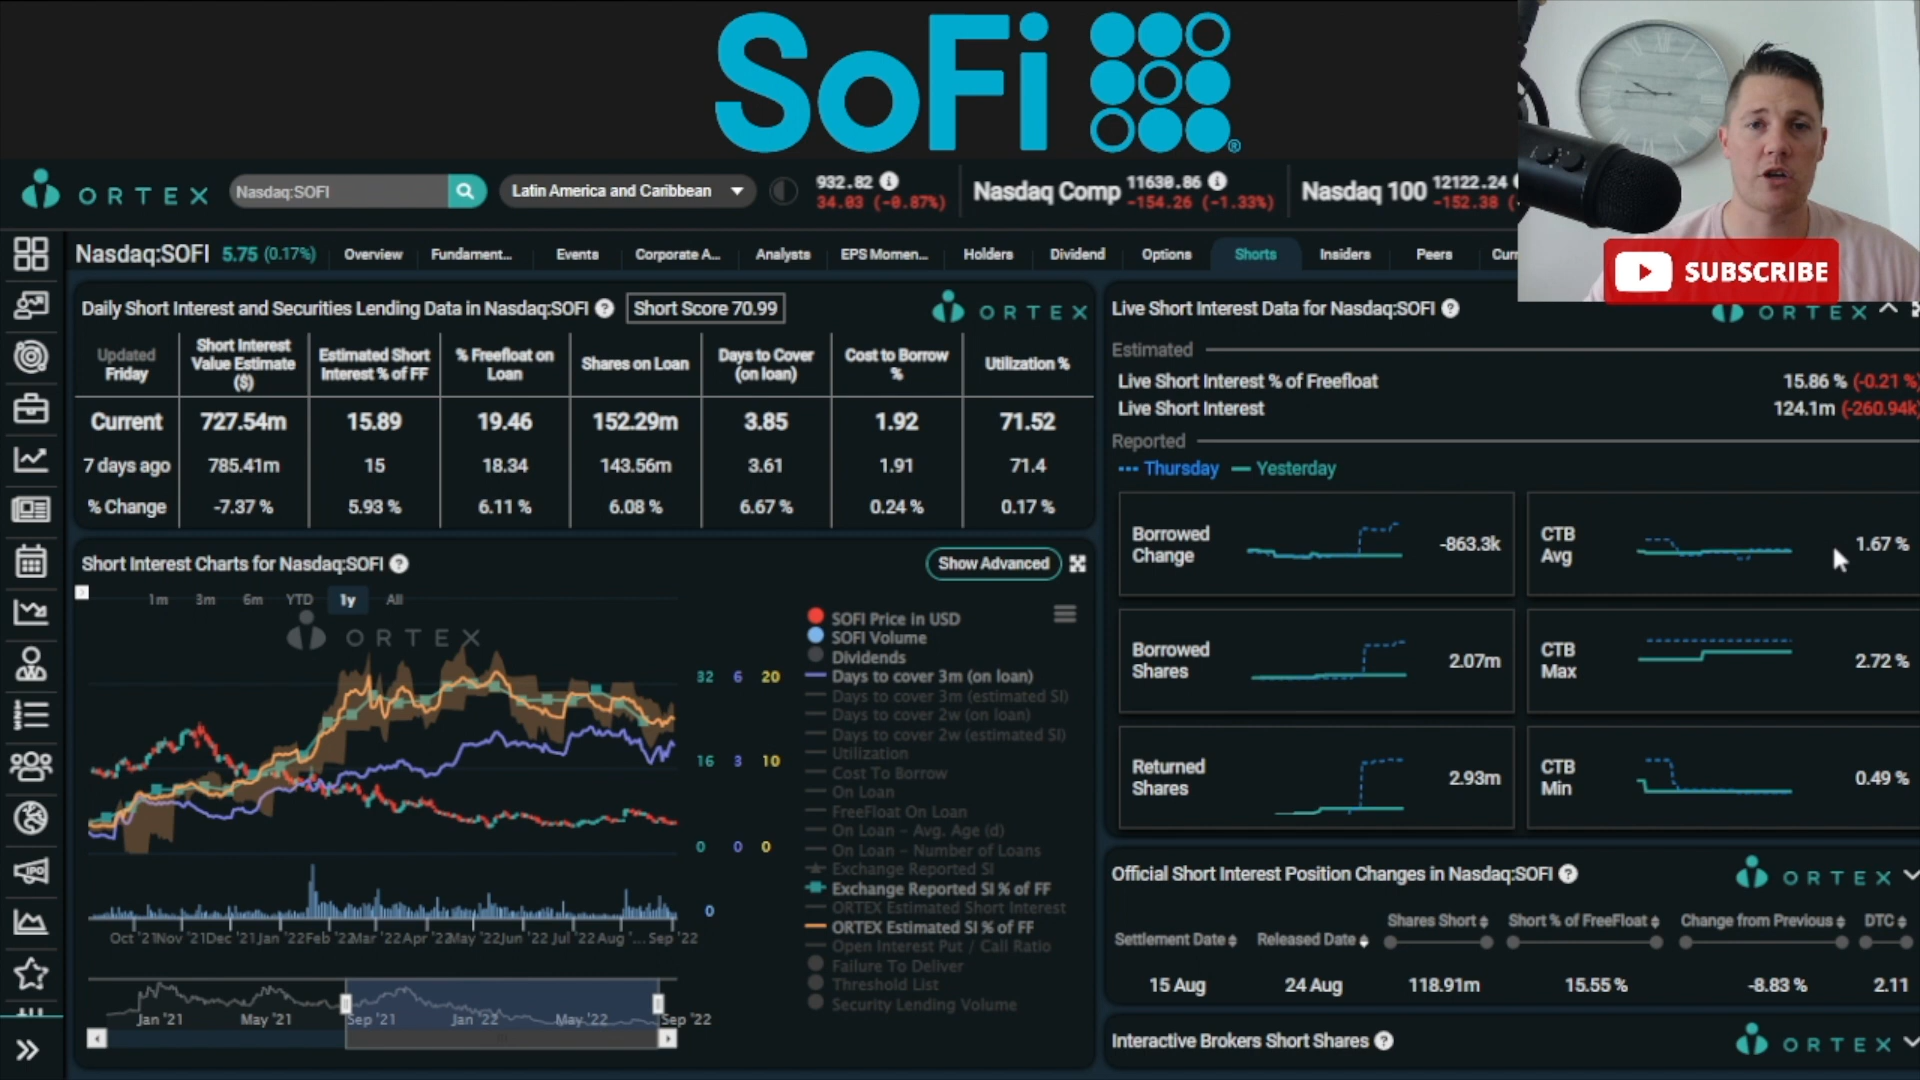 SoFi
®
ORTEX
Nasdaq:SOFI
Latin America and Caribbean
932.82
34.03 (-0.87%)
Nasdaq Comp
11630.86
-154.26 (-1.33%)
Nasdaq 100
12122.24
-152.38
SUBSCRIBE
Nasdaq:SOFI 5.75 (0.17%)
Overview
Fundament...
Events
Corporate A...
Analysts
EPS Momen...
Holders
Dividend
Options
Shorts
Insiders
Peers
Daily Short Interest and Securities Lending Data in Nasdaq:SOFI ?
Short Score 70.99
ORTEX
Updated Friday
Short Interest Value Estimate ($)
Estimated Short Interest % of FF
% Freefloat on Loan
Shares on Loan
Days to Cover (on loan)
Cost to Borrow %
Utilization %
Current 727.54m 15.89 19.46 152.29m 3.85 1.92 71.52
7 days ago 785.41m 15 18.34 143.56m 3.61 1.91 71.4
% Change -7.37 % 5.93 % 6.11 % 6.08 % 6.67 % 0.24 % 0.17 %
Short Interest Charts for Nasdaq:SOFI ?
Show Advanced
1m 3m 6m YTD 1y All
ORTEX
32 6 20
16 3 10
0 0 0
0
SOFI Price in USD
SOFI Volume
Dividends
Days to cover 3m (on loan)
Days to cover 3m (estimated SI)
Days to cover 2w (on loan)
Days to cover 2w (estimated SI)
Utilization
Cost To Borrow
On Loan
FreeFloat On Loan
On Loan - Avg. Age (d)
On Loan - Number of Loans
Exchange Reported SI
Exchange Reported SI % of FF
ORTEX Estimated Short Interest
ORTEX Estimated SI % of FF
Open Interest Put / Call Ratio
Failure To Deliver
Threshold List
Security Lending Volume
Oct '21 Nov '21 Dec '21 Jan '22 Feb '22 Mar '22 Apr '22 May '22 Jun '22 Jul '22 Aug '... Sep '22
Jan '21 May '21 Sep '21 Jan '22 May '22 Sep '22
Live Short Interest Data for Nasdaq:SOFI ?
ORTEX
Estimated
Live Short Interest % of Freefloat 15.86 % (-0.21 %)
Live Short Interest 124.1m (-260.94k)
Reported
Thursday Yesterday
Borrowed Change -863.3k
CTB Avg 1.67 %
Borrowed Shares 2.07m
CTB Max 2.72 %
Returned Shares 2.93m
CTB Min 0.49 %
Official Short Interest Position Changes in Nasdaq:SOFI ?
ORTEX
Settlement Date Released Date Shares Short Short % of FreeFloat Change from Previous DTC
15 Aug 24 Aug 118.91m 15.55 % -8.83 % 2.11
Interactive Brokers Short Shares ?
ORTEX